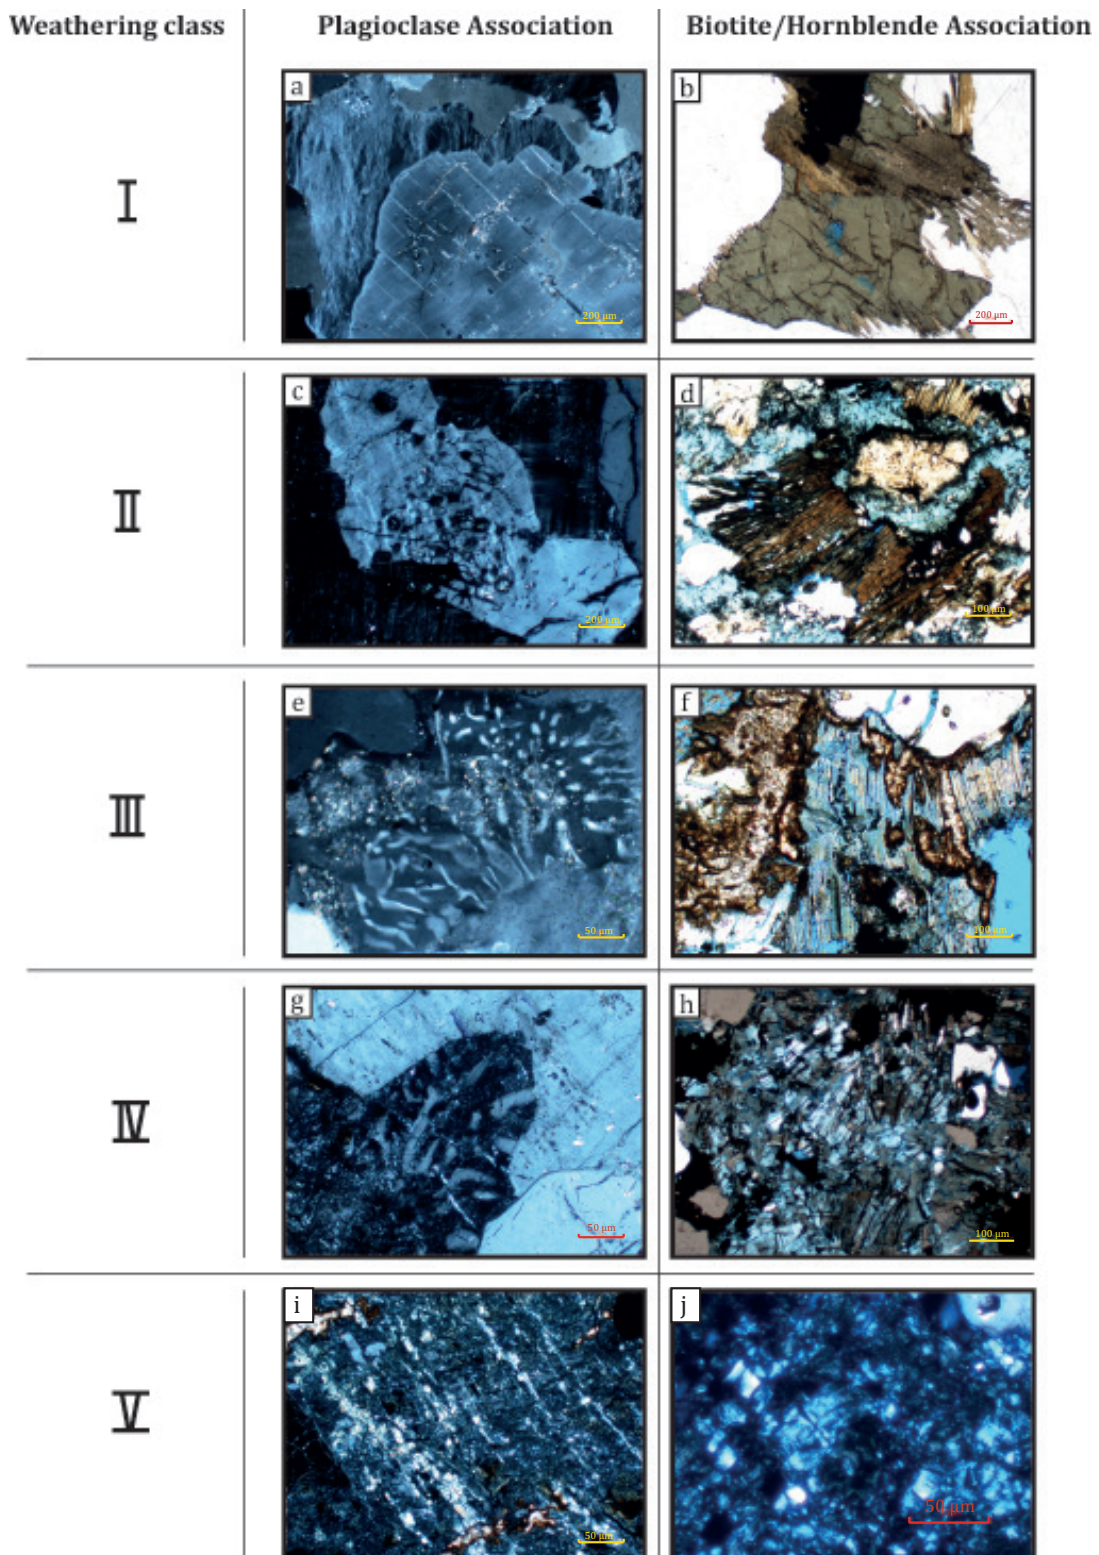 Weathering class Plagioclase Association Biotite/Hornblende Association
I
a
200 µm
b
200 µm
II
c
200 µm
d
100 µm
III
e
50 µm
f
100 µm
IV
g
50 µm
h
100 µm
V
i
50 µm
j
50 µm